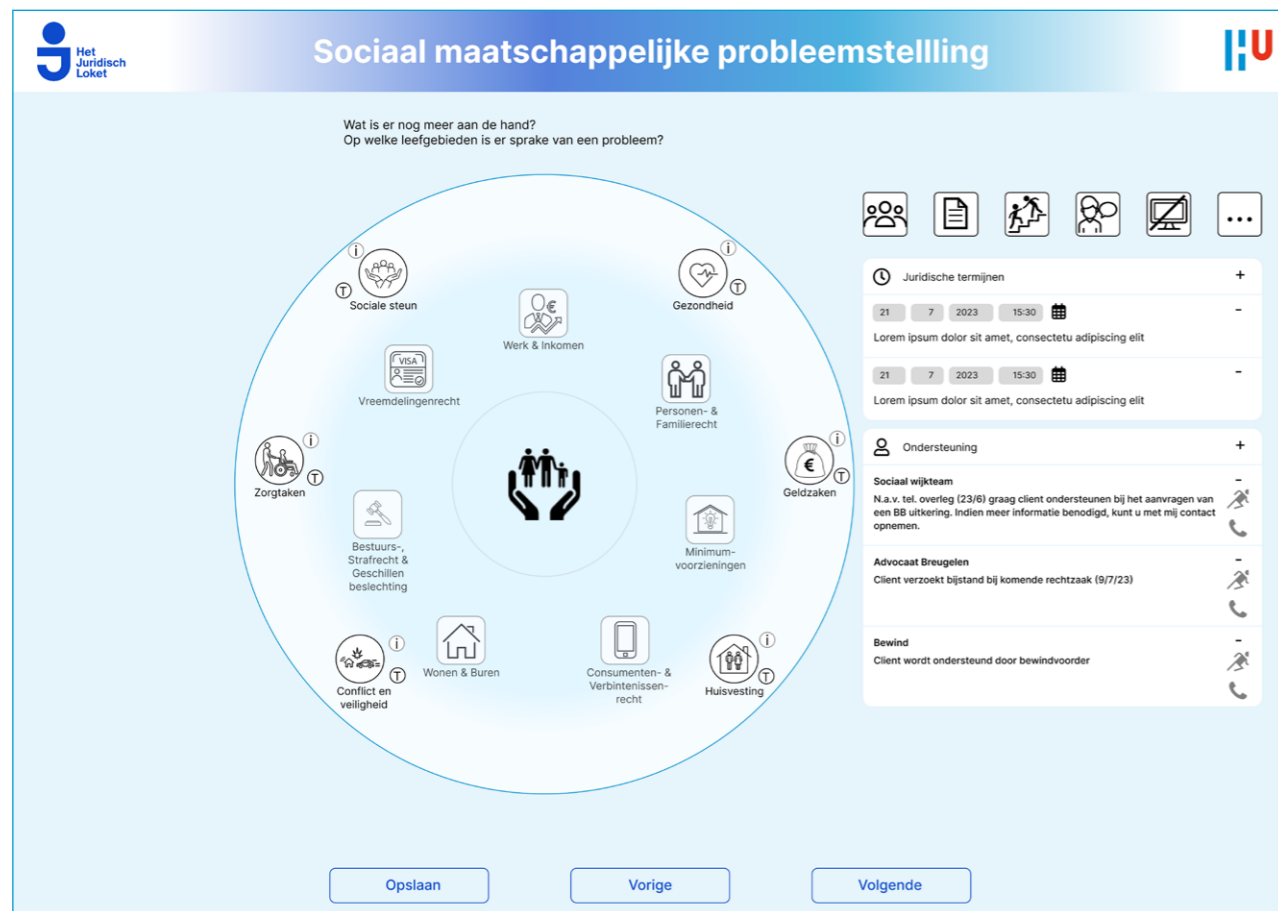 Het
Juridisch
Loket
Sociaal maatschappelijke probleemstellling
HU
Wat is er nog meer aan de hand?
Op welke leefgebieden is er sprake van een probleem?
i
T
Sociale steun
i
T
Gezondheid
€
Werk & Inkomen
VISA
Vreemdelingenrecht
Personen- &
Familierecht
i
T
Zorgtaken
€
i
T
Geldzaken
Bestuurs-,
Strafrecht &
Geschillen
beslechting
Minimum-
voorzieningen
i
T
Conflict en
veiligheid
Wonen & Buren
Consumenten- &
Verbintenissen-
recht
i
T
Huisvesting
...
Juridische termijnen +
21 7 2023 15:30 -
Lorem ipsum dolor sit amet, consectetu adipiscing elit
21 7 2023 15:30 -
Lorem ipsum dolor sit amet, consectetu adipiscing elit
Ondersteuning +
Sociaal wijkteam -
N.a.v. tel. overleg (23/6) graag client ondersteunen bij het aanvragen van
een BB uitkering. Indien meer informatie benodigd, kunt u met mij contact
opnemen.
Advocaat Breugelen -
Client verzoekt bijstand bij komende rechtzaak (9/7/23)
Bewind -
Client wordt ondersteund door bewindvoorder
Opslaan
Vorige
Volgende